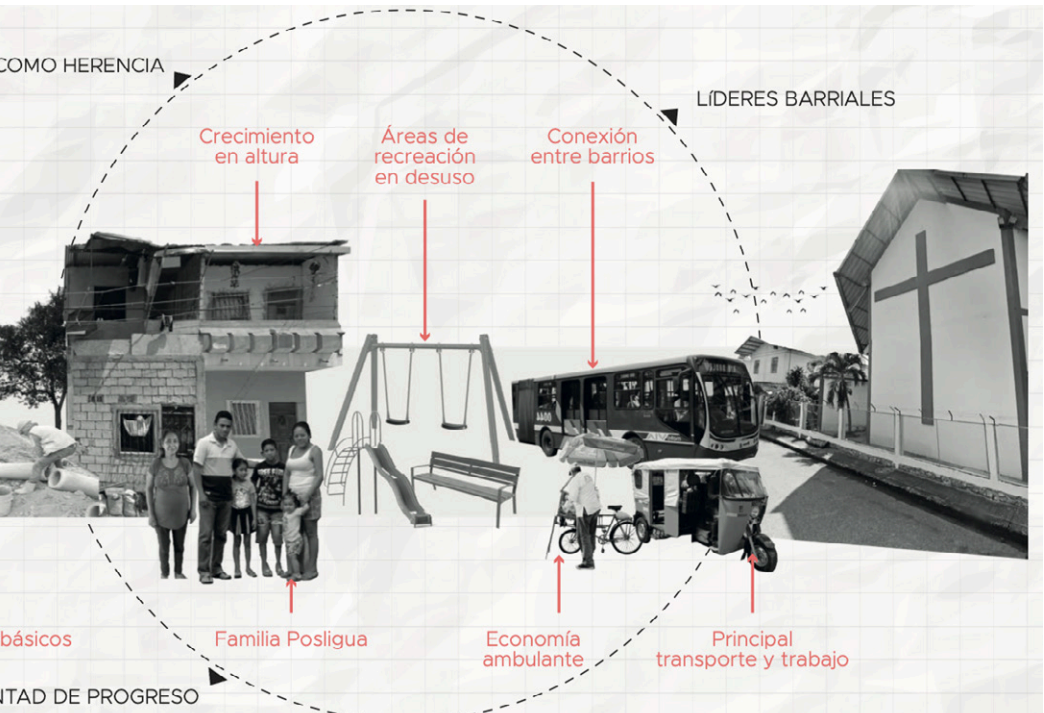 COMO HERENCIA
LÍDERES BARRIALES
Crecimiento
en altura
Áreas de
recreación
en desuso
Conexión
entre barrios
básicos
Familia Posligua
Economía
ambulante
Principal
transporte y trabajo
NTAD DE PROGRESO